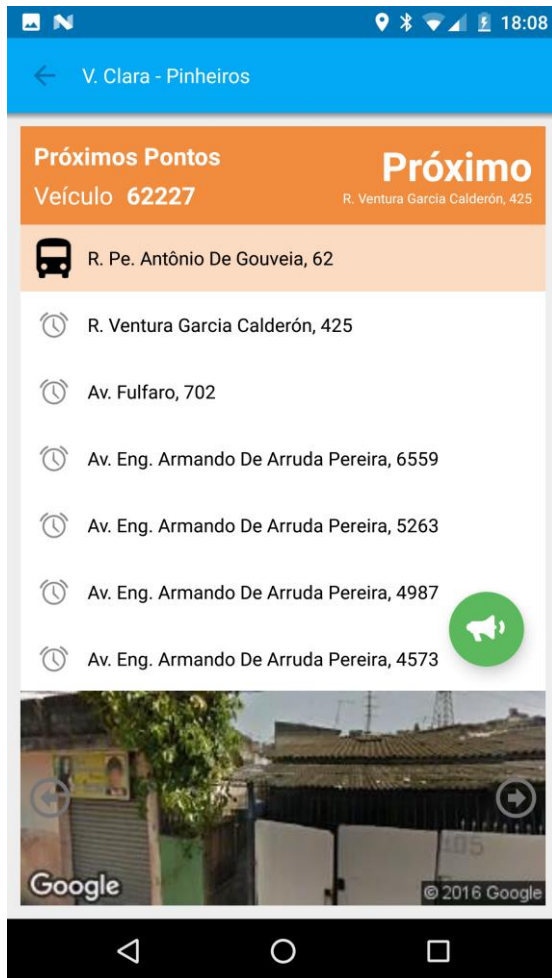 18:08
V. Clara - Pinheiros
Próximos Pontos
Próximo
Veículo 62227
R. Ventura Garcia Calderón, 425
R. Pe. Antônio De Gouveia, 62
R. Ventura Garcia Calderón, 425
Av. Fulfaro, 702
Av. Eng. Armando De Arruda Pereira, 6559
Av. Eng. Armando De Arruda Pereira, 5263
Av. Eng. Armando De Arruda Pereira, 4987
Av. Eng. Armando De Arruda Pereira, 4573
105
Google
© 2016 Google